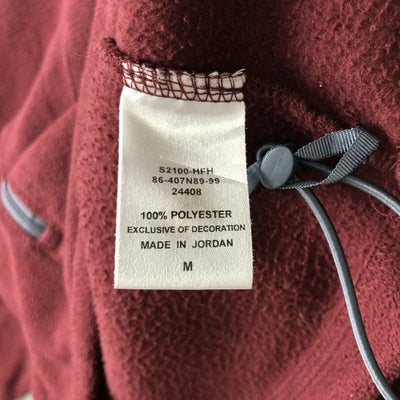 S2100-HFH
86-407N89-99
24408
100% POLYESTER
EXCLUSIVE OF DECORATION
MADE IN JORDAN
M